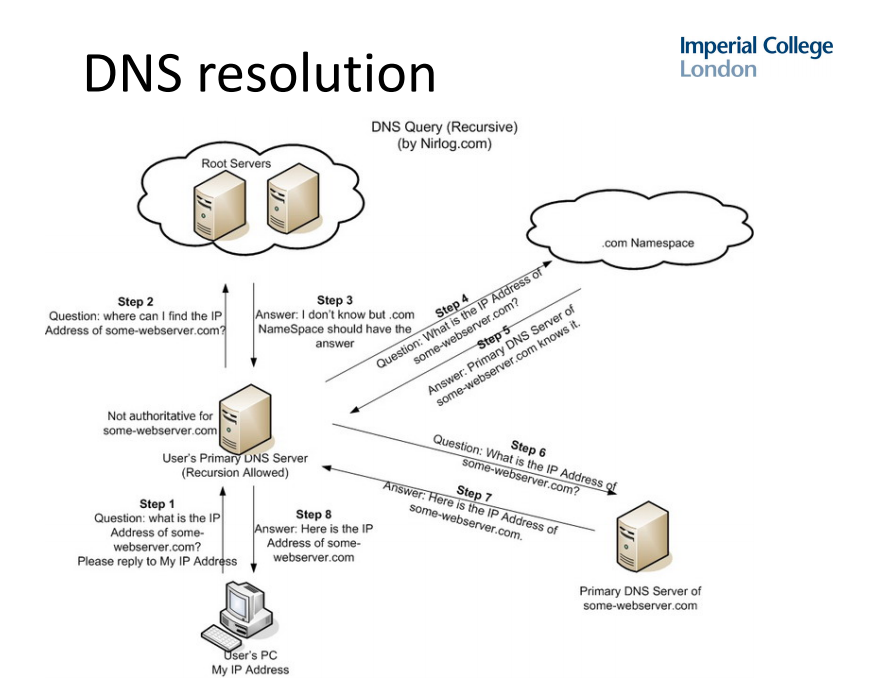 DNS resolution
Imperial College
London
DNS Query (Recursive)
(by Nirlog.com)
Root Servers
.com Namespace
Step 2
Question: where can I find the IP
Address of some-webserver.com?
Step 3
Answer: I don't know but .com
NameSpace should have the
answer
Step 4
Question: What is the IP Address of
some-webserver.com?
Step 5
Answer: Primary DNS Server of
some-webserver.com knows it.
Not authoritative for
some-webserver.com
User's Primary DNS Server
(Recursion Allowed)
Step 6
Question: What is the IP Address of
some-webserver.com?
Step 7
Answer: Here is the IP Address of
some-webserver.com.
Step 1
Question: what is the IP
Address of some-
webserver.com?
Please reply to My IP Address
Step 8
Answer: Here is the IP
Address of some-
webserver.com
Primary DNS Server of
some-webserver.com
User's PC
My IP Address